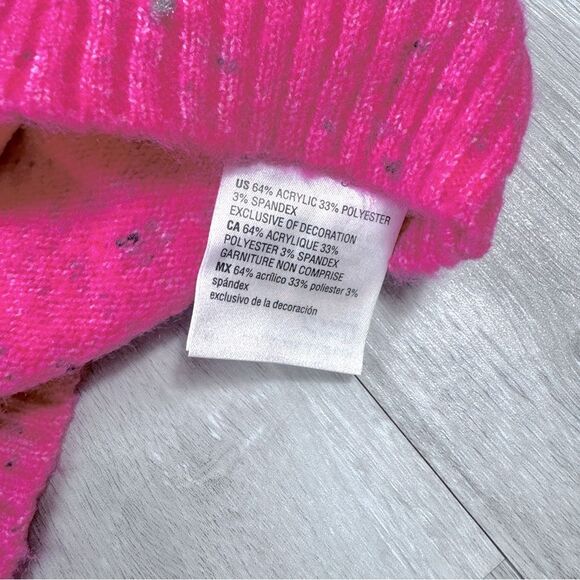 US 64% ACRYLIC 33% POLYESTER
3% SPANDEX
EXCLUSIVE OF DECORATION
CA 64% ACRYLIQUE 33%
POLYESTER 3% SPANDEX
GARNITURE NON COMPRISE
MX 64% acrílico 33% poliester 3%
spándex
exclusivo de la decoración